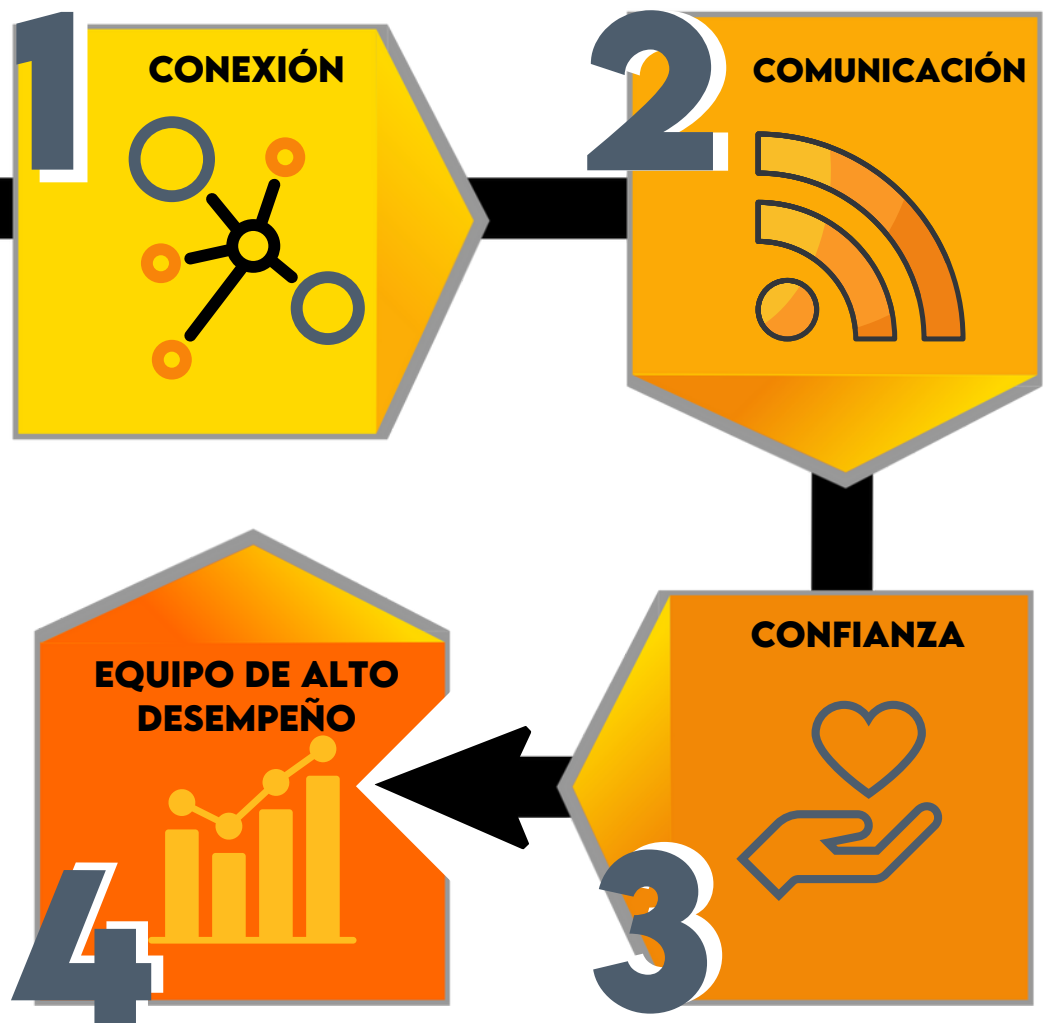 1
CONEXIÓN
2
COMUNICACIÓN
3
CONFIANZA
4
EQUIPO DE ALTO
DESEMPEÑO